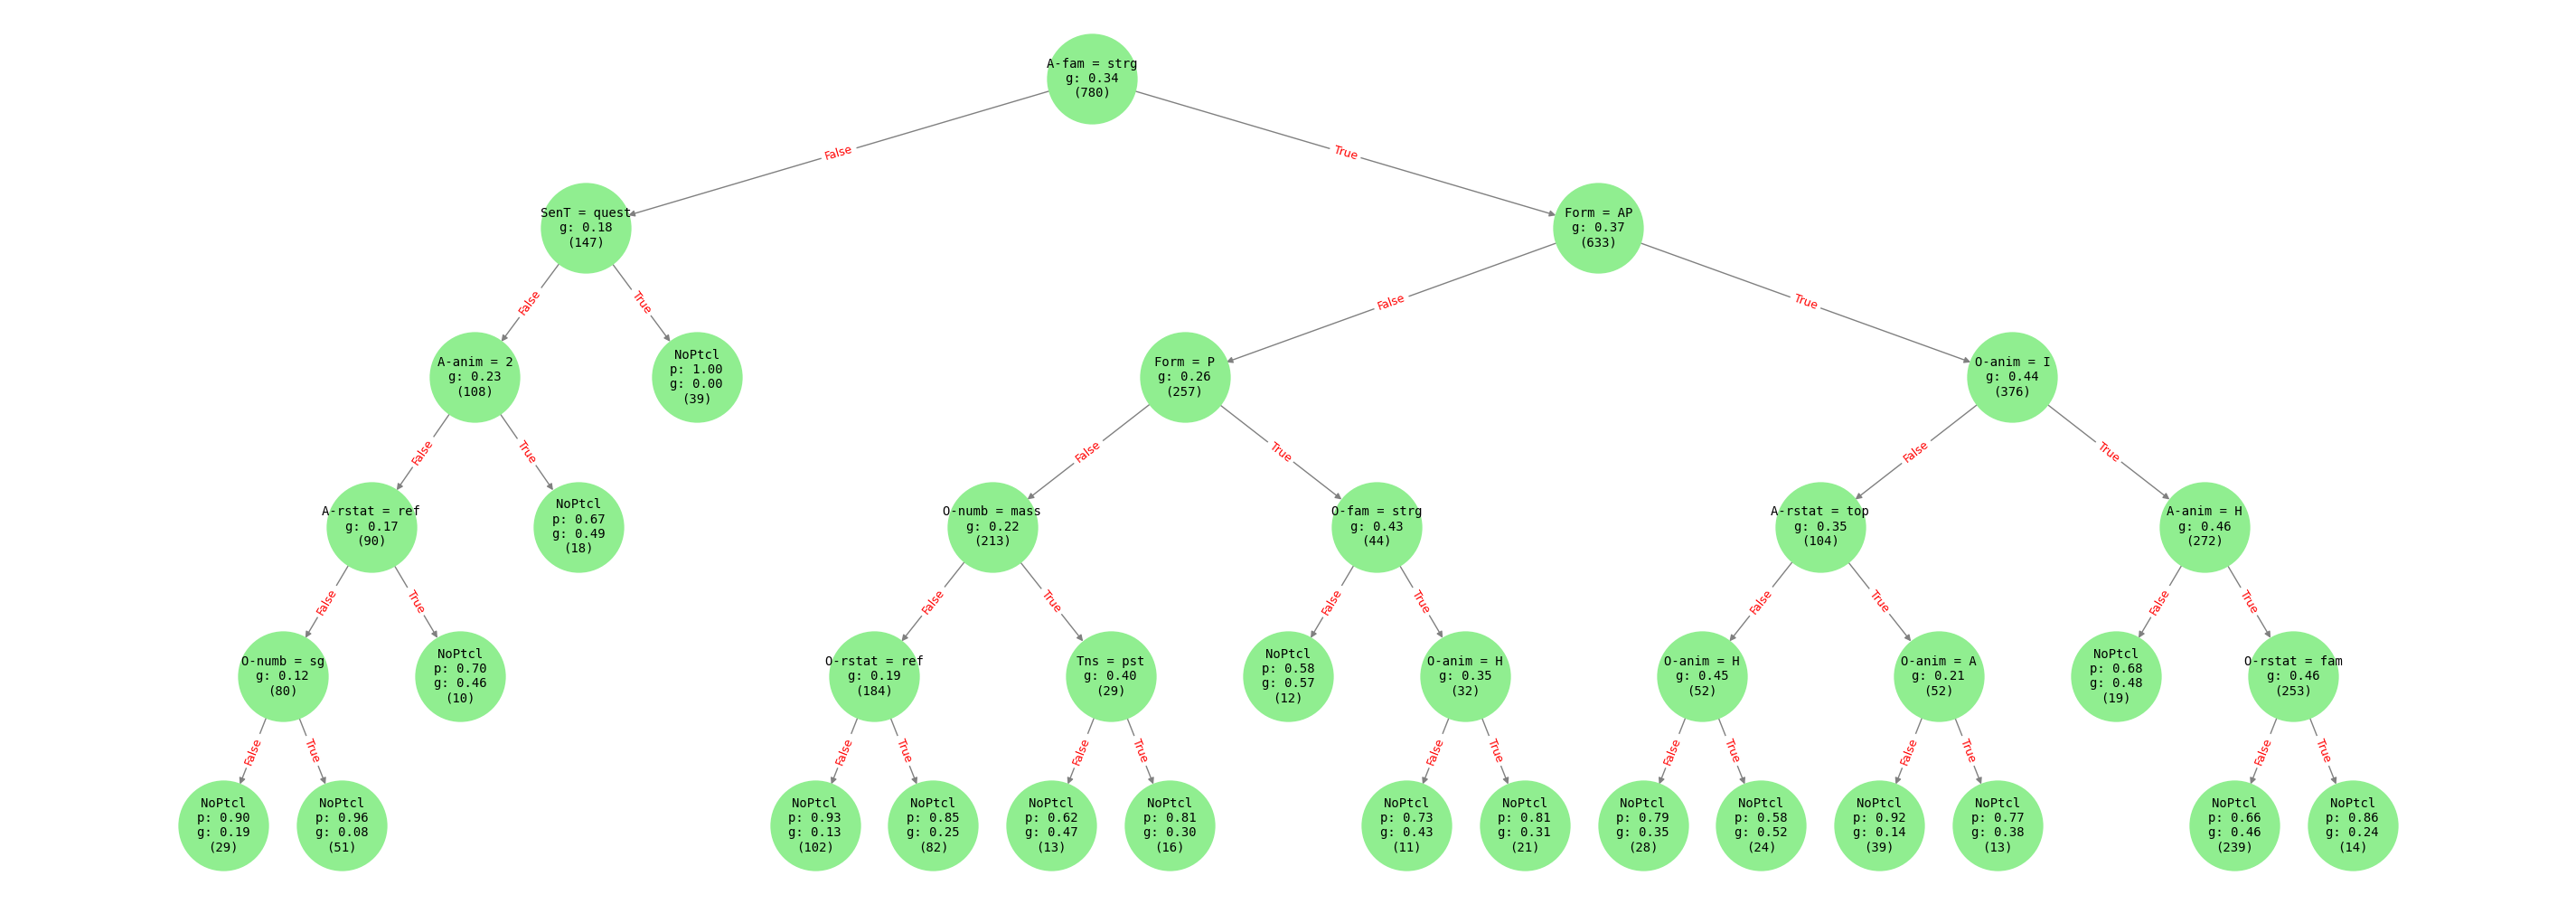 A-fam = strg
g: 0.34
(780)
False
True
SenT = quest
g: 0.18
(147)
Form = AP
g: 0.37
(633)
False
True
False
True
A-anim = 2
g: 0.23
(108)
NoPtcl
p: 1.00
g: 0.00
(39)
Form = P
g: 0.26
(257)
O-anim = I
g: 0.44
(376)
False
True
False
True
False
True
A-rstat = ref
g: 0.17
(90)
NoPtcl
p: 0.67
g: 0.49
(18)
O-numb = mass
g: 0.22
(213)
O-fam = strg
g: 0.43
(44)
A-rstat = top
g: 0.35
(104)
A-anim = H
g: 0.46
(272)
False
True
False
True
False
True
False
True
False
True
O-numb = sg
g: 0.12
(80)
NoPtcl
p: 0.70
g: 0.46
(10)
O-rstat = ref
g: 0.19
(184)
Tns = pst
g: 0.40
(29)
NoPtcl
p: 0.58
g: 0.57
(12)
O-anim = H
g: 0.35
(32)
O-anim = H
g: 0.45
(52)
O-anim = A
g: 0.21
(52)
NoPtcl
p: 0.68
g: 0.48
(19)
O-rstat = fam
g: 0.46
(253)
False
True
False
True
False
True
False
True
False
True
False
True
False
True
NoPtcl
p: 0.90
g: 0.19
(29)
NoPtcl
p: 0.96
g: 0.08
(51)
NoPtcl
p: 0.93
g: 0.13
(102)
NoPtcl
p: 0.85
g: 0.25
(82)
NoPtcl
p: 0.62
g: 0.47
(13)
NoPtcl
p: 0.81
g: 0.30
(16)
NoPtcl
p: 0.73
g: 0.43
(11)
NoPtcl
p: 0.81
g: 0.31
(21)
NoPtcl
p: 0.79
g: 0.35
(28)
NoPtcl
p: 0.58
g: 0.52
(24)
NoPtcl
p: 0.92
g: 0.14
(39)
NoPtcl
p: 0.77
g: 0.38
(13)
NoPtcl
p: 0.66
g: 0.46
(239)
NoPtcl
p: 0.86
g: 0.24
(14)